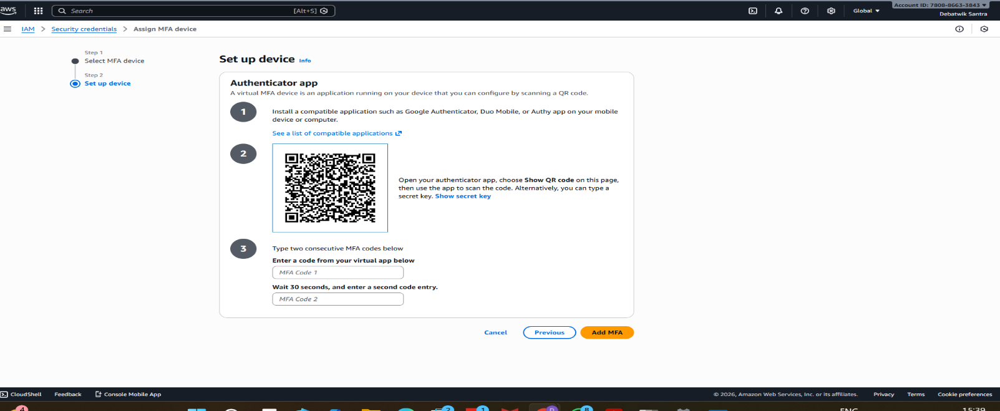 aws
Search
[Alt+S]
Global
Account ID: 7808-8663-3843
Debatwik Santra
IAM > Security credentials > Assign MFA device
Step 1
Select MFA device
Step 2
Set up device
Set up device Info
Authenticator app
A virtual MFA device is an application running on your device that you can configure by scanning a QR code.
1
Install a compatible application such as Google Authenticator, Duo Mobile, or Authy app on your mobile
device or computer.
See a list of compatible applications
2
Open your authenticator app, choose Show QR code on this page,
then use the app to scan the code. Alternatively, you can type a
secret key. Show secret key
3
Type two consecutive MFA codes below
Enter a code from your virtual app below
MFA Code 1
Wait 30 seconds, and enter a second code entry.
MFA Code 2
Cancel
Previous
Add MFA
CloudShell
Feedback
Console Mobile App
© 2026, Amazon Web Services, Inc. or its affiliates.
Privacy
Terms
Cookie preferences
4
2
1
D
8
ENG
15:39